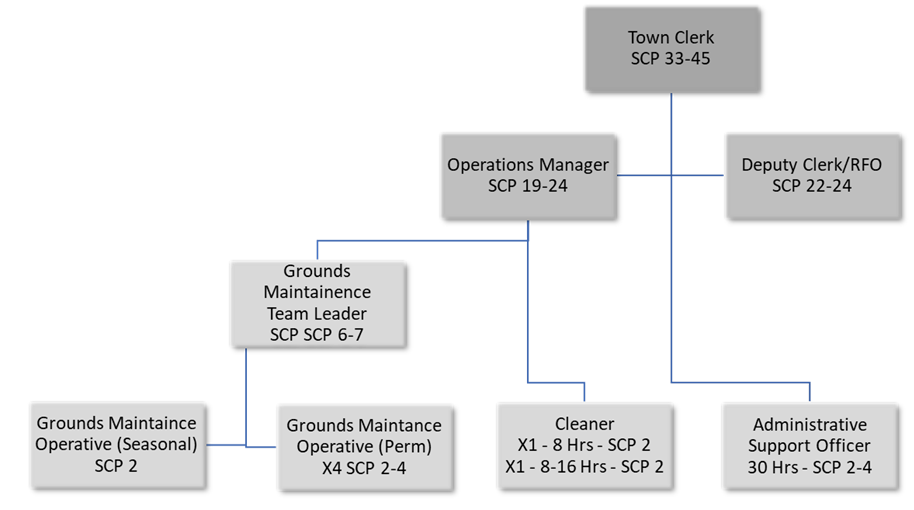 Town Clerk
SCP 33-45
Operations Manager
SCP 19-24
Deputy Clerk/RFO
SCP 22-24
Grounds
Maintainence
Team Leader
SCP SCP 6-7
Grounds Maintaince
Operative (Seasonal)
SCP 2
Grounds Maintance
Operative (Perm)
X4 SCP 2-4
Cleaner
X1 - 8 Hrs - SCP 2
X1 - 8-16 Hrs - SCP 2
Administrative
Support Officer
30 Hrs - SCP 2-4